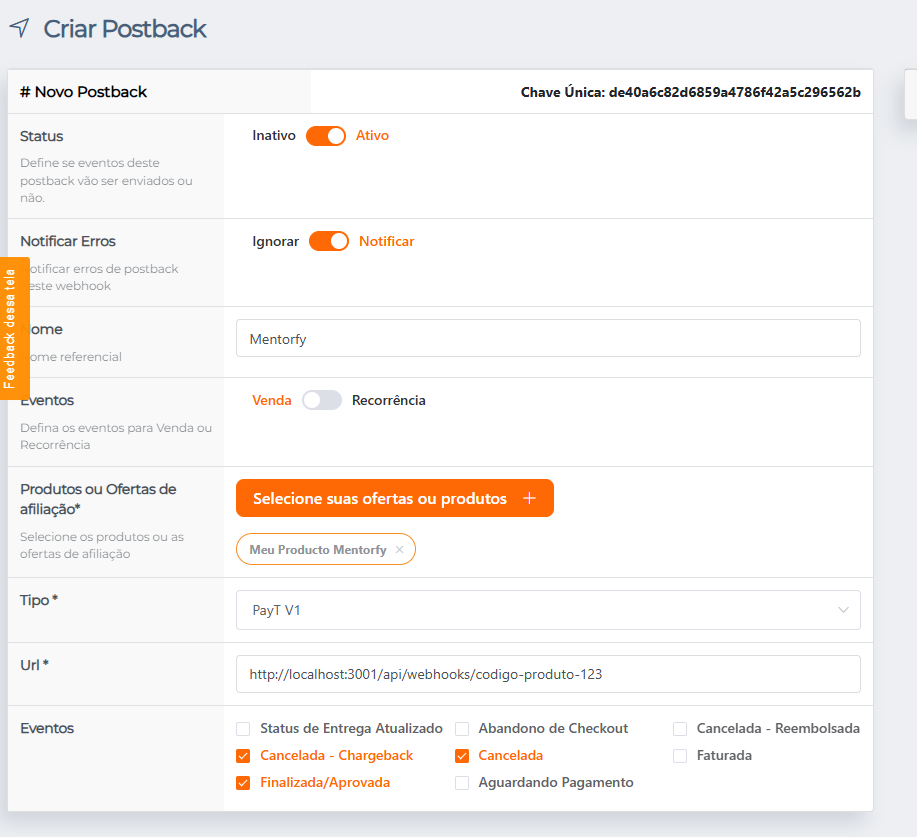 Criar Postback
# Novo Postback
Chave Única: de40a6c82d6859a4786f42a5c296562b
Status
Inativo Ativo
Define se eventos deste
postback vão ser enviados ou
não.
Notificar Erros
Ignorar Notificar
otificar erros de postback
este webhook
Feedback dessa tela
ome
Mentorfy
ome referencial
Eventos
Venda Recorrência
Defina os eventos para Venda ou
Recorrência
Produtos ou Ofertas de
afiliação*
Selecione suas ofertas ou produtos +
Selecione os produtos ou as
ofertas de afiliação
Meu Producto Mentorfy ×
Tipo *
PayT V1
Url *
http://localhost:3001/api/webhooks/codigo-produto-123
Eventos
Status de Entrega Atualizado Abandono de Checkout Cancelada - Reembolsada
Cancelada - Chargeback Cancelada Faturada
Finalizada/Aprovada Aguardando Pagamento